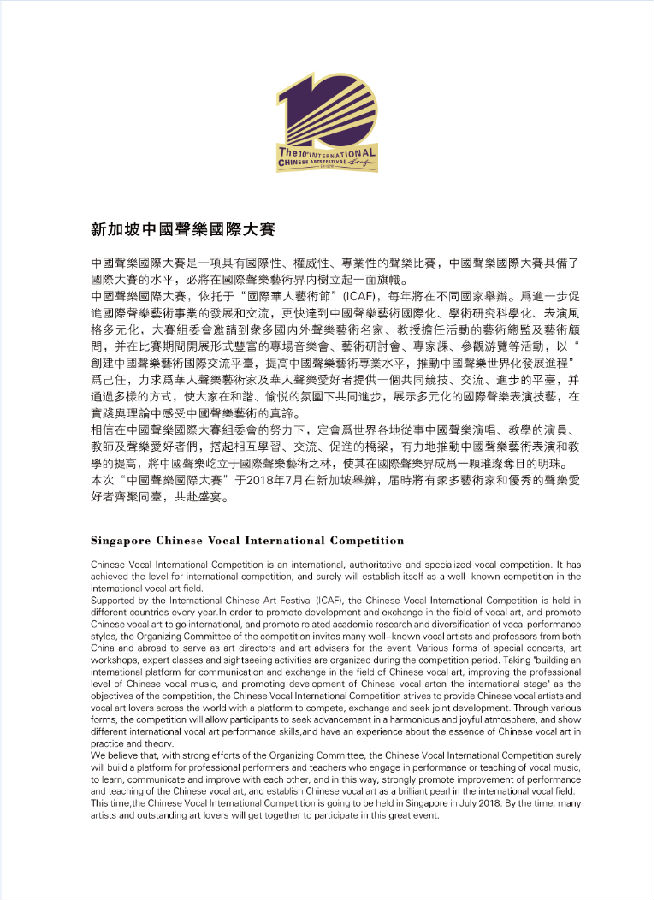 The 10th INTERNATIONAL
CHINESE ARTS FESTIVAL
新加坡中國聲樂國際大賽
中國聲樂國際大賽是一項具有國際性、權威性、專業性的聲樂比賽，中國聲樂國際大賽具備了
國際大賽的水平，必將在國際聲樂藝術界内樹立起一面旗幟。
中國聲樂國際大賽，依托于“國際華人藝術節”(ICAF)，每年將在不同國家舉辦。爲進一步促
進國際聲樂藝術事業的發展和交流，更快達到中國聲樂藝術國際化、學術研究科學化、表演風
格多元化，大賽組委會邀請到衆多國内外聲樂藝術名家、教授擔任活動的藝術總監及藝術顧
問，并在比賽期間開展形式豐富的專場音樂會、藝術研討會、專家課、參觀游覽等活動，以“
創建中國聲樂藝術國際交流平臺，提高中國聲樂藝術專業水平，推動中國聲樂世界化發展進程”
爲己任，力求爲華人聲樂藝術家及華人聲樂愛好者提供一個共同競技、交流、進步的平臺，并
通過多樣的方式，使大家在和諧、愉悦的氛圍下共同進步，展示多元化的國際聲樂表演技藝，在
實踐與理論中感受中國聲樂藝術的真諦。
相信在中國聲樂國際大賽組委會的努力下，定會爲世界各地從事中國聲樂演唱、教學的演員、
教師及聲樂愛好者們，搭起相互學習、交流、促進的橋梁，有力地推動中國聲樂藝術表演和教
學的提高，將中國聲樂屹立于國際聲樂藝術之林，使其在國際聲樂界成爲一顆璀璨奪目的明珠。
本次“中國聲樂國際大賽”于2018年7月在新加坡舉辦，届時將有衆多藝術家和優秀的聲樂愛
好者齊聚同臺，共赴盛宴。
Singapore Chinese Vocal International Competition
Chinese Vocal International Competition is an international, authoritative and specialized vocal competition. It has
achieved the level for international competition, and surely will establish itself as a well-known competition in the
international vocal art field.
Supported by the International Chinese Art Festival (ICAF), the Chinese Vocal International Competition is held in
different countries every year.In order to promote development and exchange in the field of vocal art, and promote
Chinese vocal art to go international, and promote related academic research and diversification of vocal performance
styles, the Organizing Committee of the competition invites many well-known vocal artists and professors from both
China and abroad to serve as art directors and art advisers for the event. Various forms of special concerts, art
workshops, expert classes and sightseeing activities are organized during the competition period. Taking "building an
international platform for communication and exchange in the field of Chinese vocal art, improving the professional
level of Chinese vocal music, and promoting development of Chinese vocal arton the international stage" as the
objectives of the competition, the Chinese Vocal International Competition strives to provide Chinese vocal artists and
vocal art lovers across the world with a platform to compete, exchange and seek joint development. Through various
forms, the competition will allow participants to seek advancement in a harmonious and joyful atmosphere, and show
different international vocal art performance skills,and have an experience about the essence of Chinese vocal art in
practice and theory.
We believe that, with strong efforts of the Organizing Committee, the Chinese Vocal International Competition surely
will build a platform for professional performers and teachers who engage in performance or teaching of vocal music,
to learn, communicate and improve with each other, and in this way, strongly promote improvement of performance
and teaching of the Chinese vocal art, and establish Chinese vocal art as a brilliant pearl in the international vocal field.
This time,the Chinese Vocal International Competition is going to be held in Singapore in July 2018. By the time, many
artists and outstanding art lovers will get together to participate in this great event.